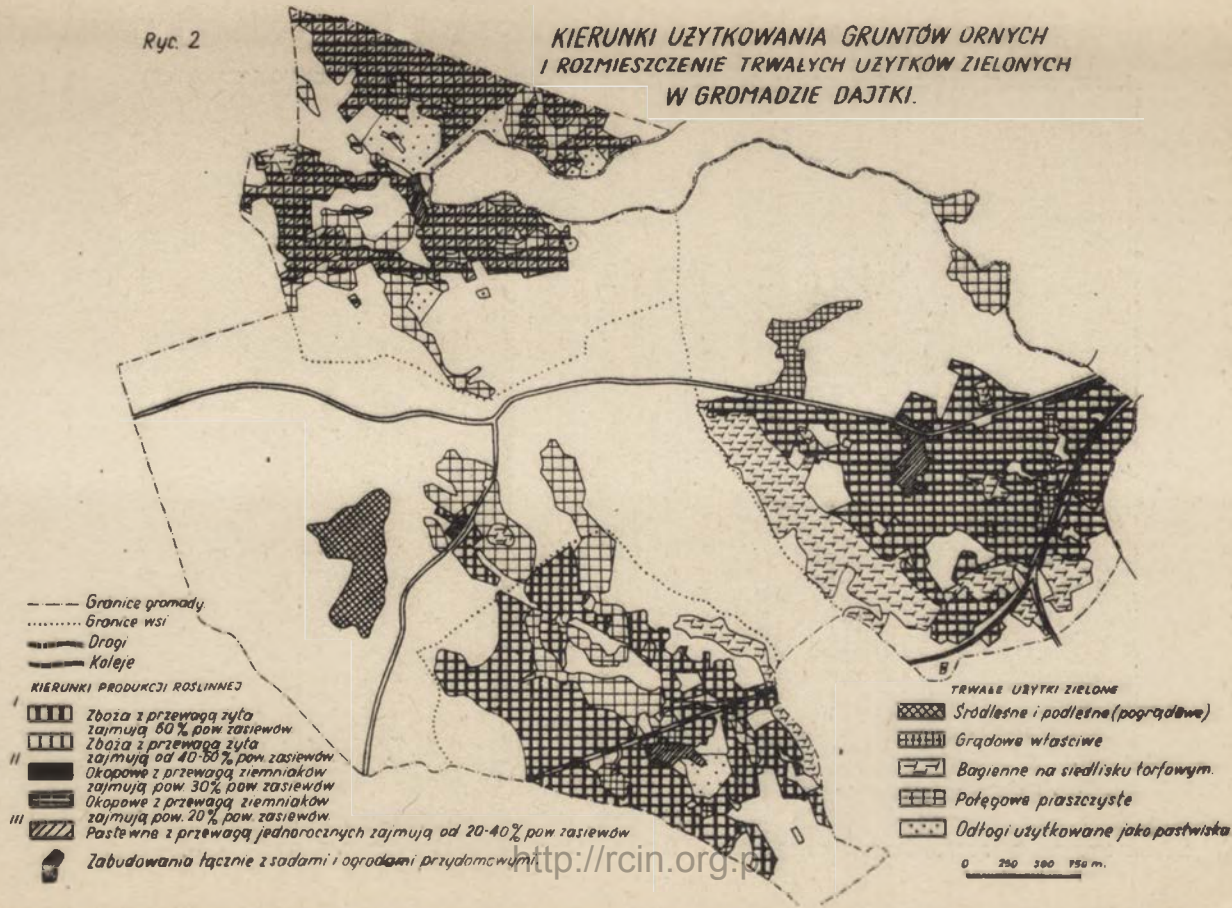 Ryc. 2
KIERUNKI UŻYTKOWANIA GRUNTÓW ORNYCH
I ROZMIESZCZENIE TRWAŁYCH UŻYTKÓW ZIELONYCH
W GROMADZIE DAJTKI.
Granice gromady.
Granice wsi
Drogi
Koleje
KIERUNKI PRODUKCJI ROŚLINNEJ
I
Zboża z przewagą żyta
zajmują 60% pow. zasiewów
II
Zboża z przewagą żyta
zajmują od 40-60% pow. zasiewów
Okopowe z przewagą ziemniaków
zajmują pow. 30% pow. zasiewów
Okopowe z przewagą ziemniaków
zajmują pow. 20% pow. zasiewów.
III
Pastewne z przewagą jednorocznych zajmują od 20-40% pow. zasiewów
Zabudowania łącznie z sadami i ogrodami przydomowymi.
TRWAŁE UŻYTKI ZIELONE
Śródleśne i podleśne (pogrądowe)
Grądowe właściwe
Bagienne na siedlisku torfowym.
Połęgowe piaszczyste
Odłogi użytkowane jako pastwiska
0 250 500 750 m.
http://rcin.org.p